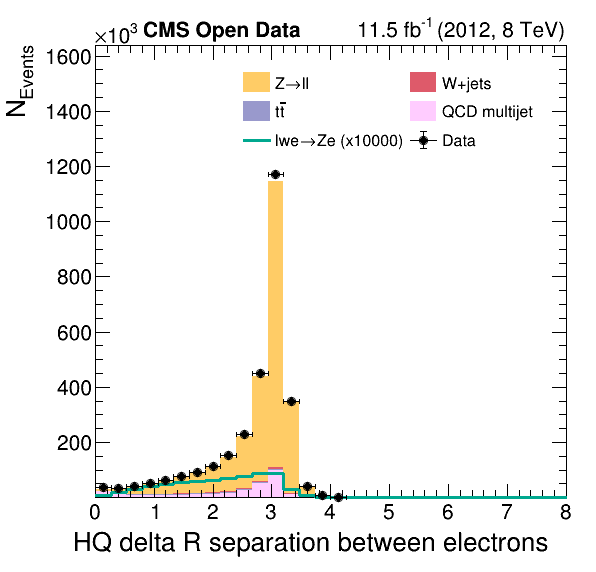 ×10³ CMS Open Data 11.5 fb⁻¹ (2012, 8 TeV)
N_Events
1600
1400
1200
1000
800
600
400
200
Z→ll W+jets
tt̄ QCD multijet
lwe→Ze (x10000) Data
0 1 2 3 4 5 6 7 8
HQ delta R separation between electrons